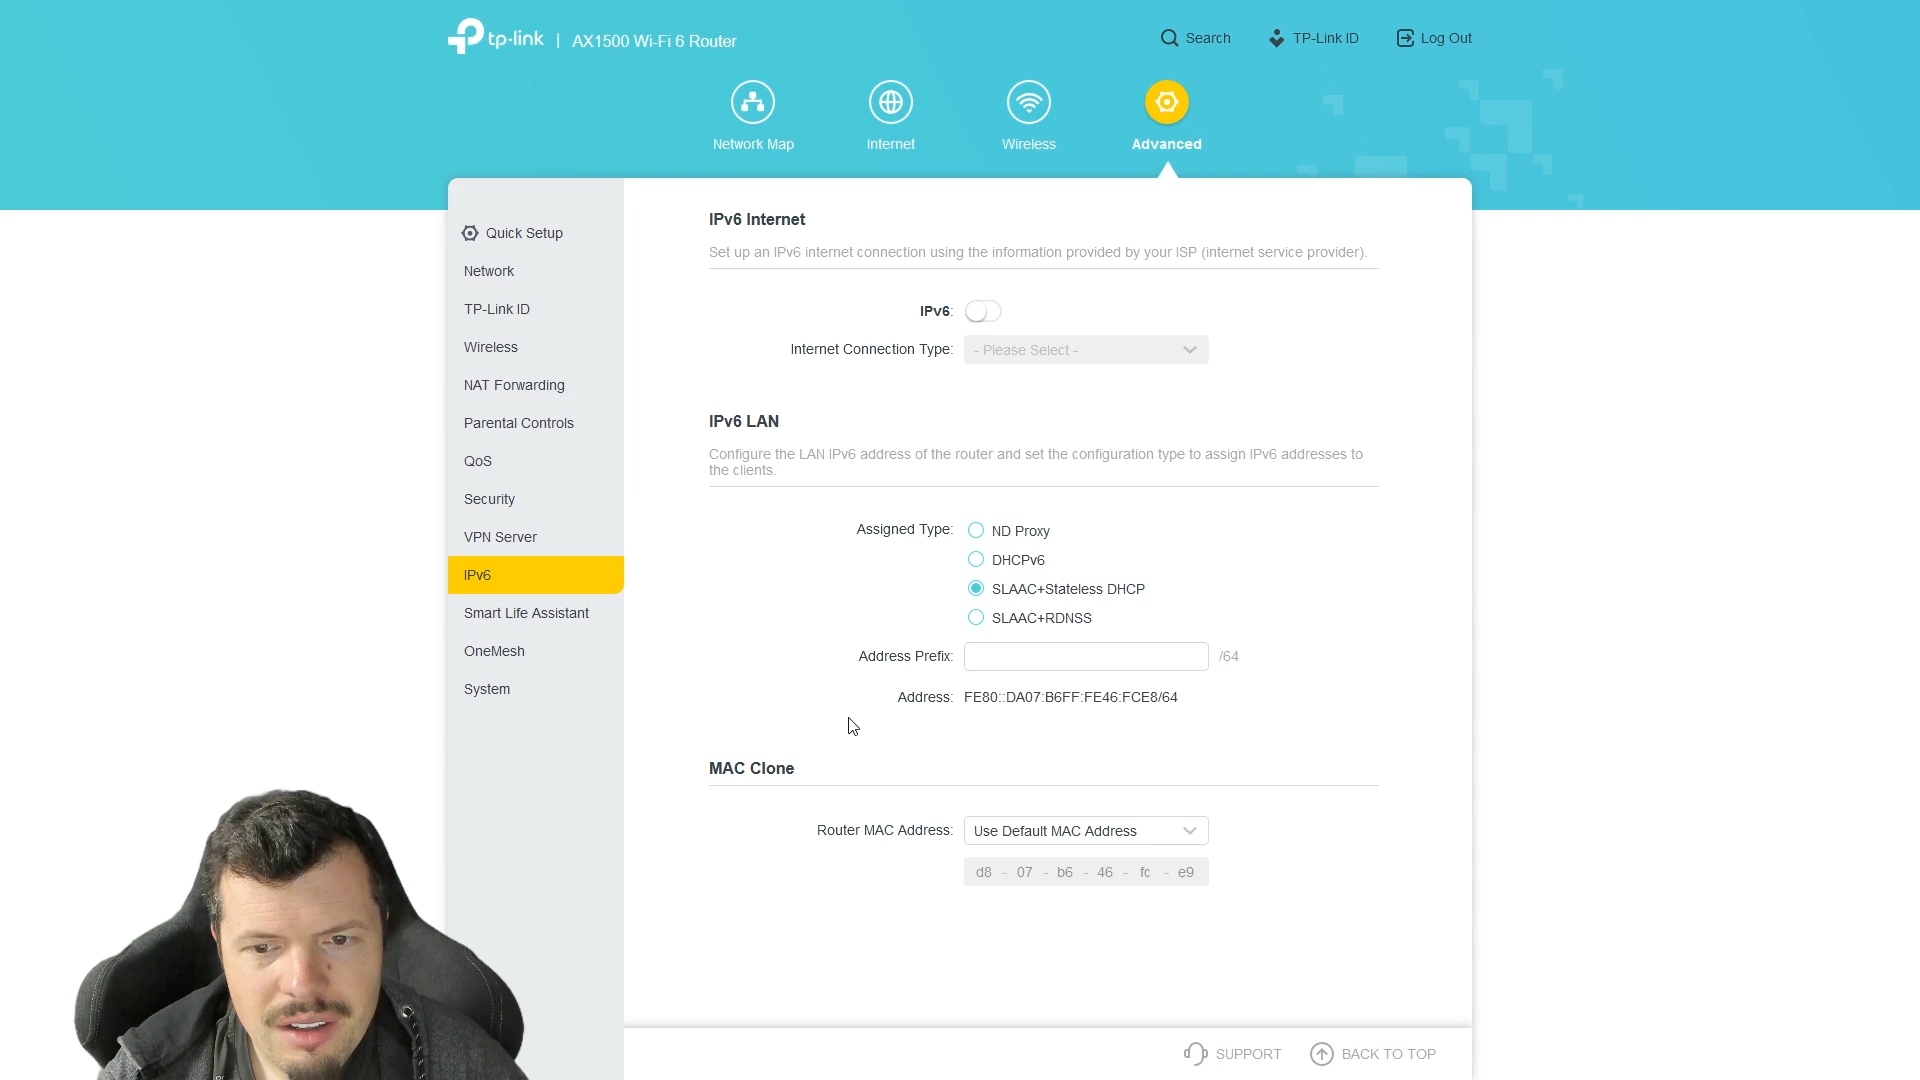 tp-link | AX1500 Wi-Fi 6 Router
Search
TP-Link ID
Log Out
Network Map
Internet
Wireless
Advanced
Quick Setup
Network
TP-Link ID
Wireless
NAT Forwarding
Parental Controls
QoS
Security
VPN Server
IPv6
Smart Life Assistant
OneMesh
System
IPv6 Internet
Set up an IPv6 internet connection using the information provided by your ISP (internet service provider).
IPv6:
Internet Connection Type: - Please Select -
IPv6 LAN
Configure the LAN IPv6 address of the router and set the configuration type to assign IPv6 addresses to
the clients.
Assigned Type: ND Proxy
DHCPv6
SLAAC+Stateless DHCP
SLAAC+RDNSS
Address Prefix: /64
Address: FE80::DA07:B6FF:FE46:FCE8/64
MAC Clone
Router MAC Address: Use Default MAC Address
d8 - 07 - b6 - 46 - fc - e9
SUPPORT
BACK TO TOP